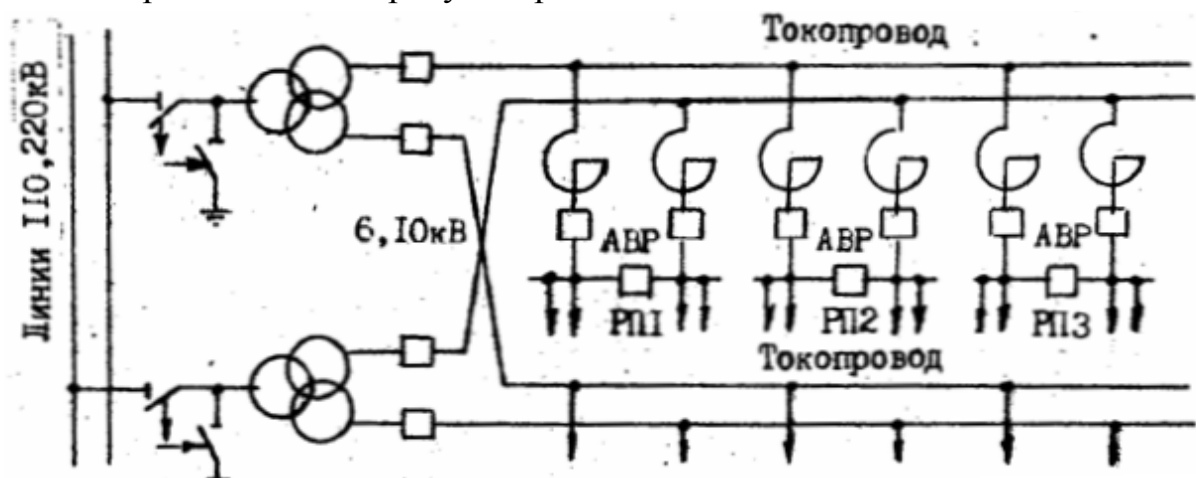 Токопровод
Линии 110,220кВ
6,10кВ
АВР
АВР
АВР
РП1
РП2
РП3
Токопровод